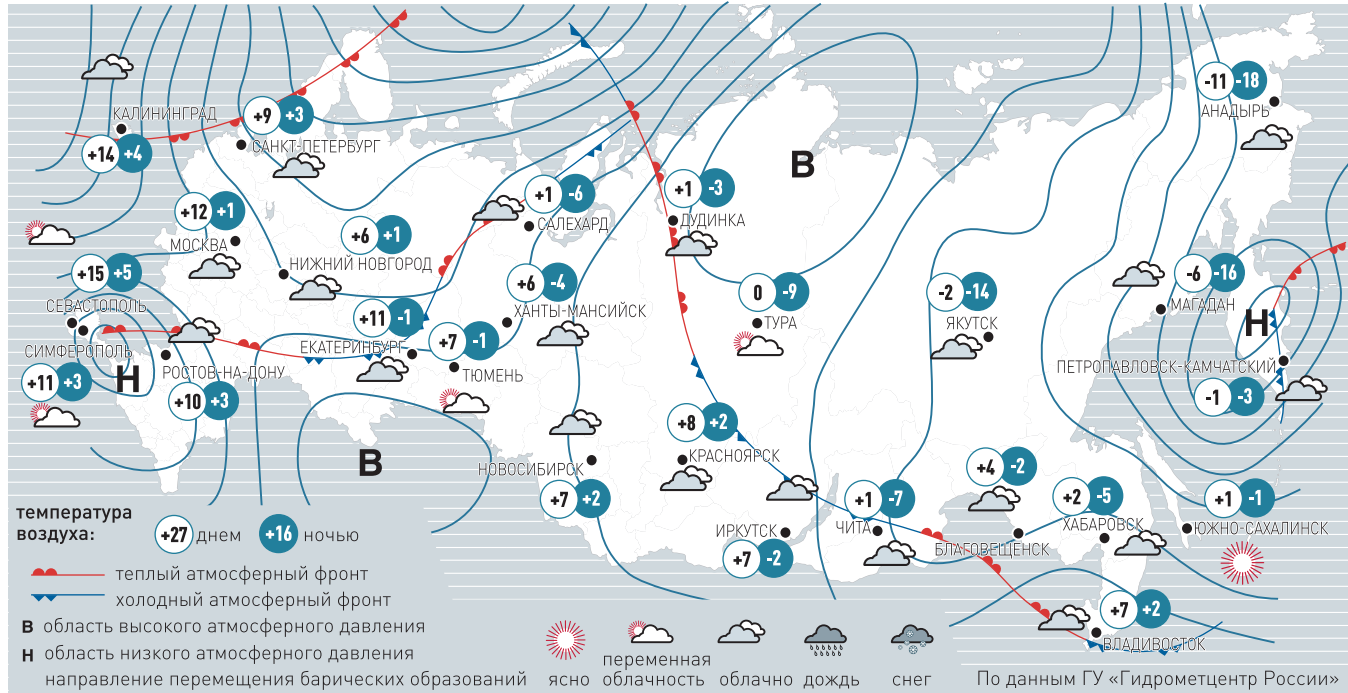 КАЛИНИНГРАД
+14 +4
+9 +3
САНКТ-ПЕТЕРБУРГ
-11 -18
АНАДЫРЬ
В
+12 +1
МОСКВА
+6 +1
НИЖНИЙ НОВГОРОД
+1 -6
САЛЕХАРД
+1 -3
ДУДИНКА
+15 +5
СЕВАСТОПОЛЬ
СИМФЕРОПОЛЬ
+11 +3
Н
РОСТОВ-НА-ДОНУ
+10 +3
+11 -1
ЕКАТЕРИНБУРГ
+6 -4
ХАНТЫ-МАНСИЙСК
+7 -1
ТЮМЕНЬ
0 -9
ТУРА
-2 -14
ЯКУТСК
-6 -16
МАГАДАН
Н
ПЕТРОПАВЛОВСК-КАМЧАТСКИЙ
-1 -3
В
НОВОСИБИРСК
+7 +2
+8 +2
КРАСНОЯРСК
ИРКУТСК
+7 -2
+1 -7
ЧИТА
+4 -2
БЛАГОВЕЩЕНСК
+2 -5
ХАБАРОВСК
+1 -1
ЮЖНО-САХАЛИНСК
+7 +2
ВЛАДИВОСТОК
температура
воздуха:
+27 днем +16 ночью
теплый атмосферный фронт
холодный атмосферный фронт
В область высокого атмосферного давления
Н область низкого атмосферного давления
направление перемещения барических образований
ясно
переменная
облачность
облачно
дождь
снег
По данным ГУ «Гидрометцентр России»